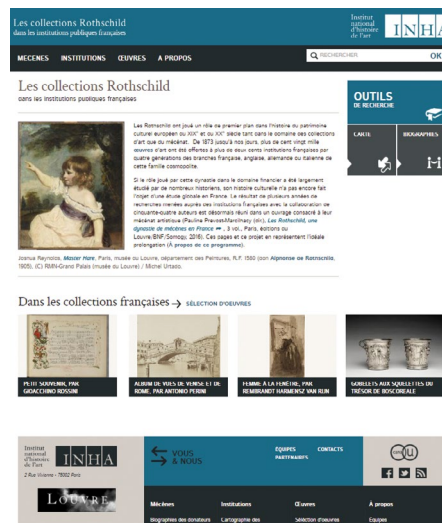 Les collections Rothschild
dans les institutions publiques françaises
Institut
national
d'histoire
de l'art
INHA
MECENES INSTITUTIONS ŒUVRES A PROPOS
RECHERCHER OK
Les collections Rothschild
dans les institutions publiques françaises
Les Rothschild ont joué un rôle de premier plan dans l'histoire du patrimoine
culturel européen au XIXe et du XXe siècle tant dans le domaine des collections
d'art que du mécénat. De 1873 jusqu'à nos jours, plus de cent vingt mille
œuvres d'art ont été offertes à plus de deux cents institutions françaises par
quatre générations des branches française, anglaise, allemande ou italienne de
cette famille cosmopolite.
Si le rôle joué par cette dynastie dans le domaine financier a été largement
étudié par de nombreux historiens, son histoire culturelle n'a pas encore fait
l'objet d'une étude globale en France. Le résultat de plusieurs années de
recherches menées auprès des institutions françaises avec la collaboration de
cinquante-quatre auteurs est désormais réuni dans un ouvrage consacré à leur
mécénat artistique (Pauline Prevost-Marcilhacy (dir.), Les Rothschild, une
dynastie de mécènes en France, 3 vol., Paris, éditions du
Louvre/BNF/Somogy, 2016). Ces pages et ce projet en représentent l'idéale
prolongation (A propos de ce programme).
Joshua Reynolds, Master Hare, Paris, musée du Louvre, département des Peintures, R.F. 1580 (don Alphonse de Rothschild,
1905). (C) RMN-Grand Palais (musée du Louvre) / Michel Urtado.
OUTILS
DE RECHERCHE
CARTE BIOGRAPHIES
Dans les collections françaises → SÉLECTION D'OEUVRES
PETIT SOUVENIR, PAR
GIOACCHINO ROSSINI
ALBUM DE VUES DE VENISE ET DE
ROME, PAR ANTONIO PERINI
FEMME À LA FENÊTRE, PAR
REMBRANDT HARMENSZ VAN RIJN
GOBELETS AUX SQUELETTES DU
TRÉSOR DE BOSCOREALE
Institut
national
d'histoire
de l'art
INHA
2 Rue Vivienne - 75002 Paris
LOUVRE
VOUS
& NOUS
ÉQUIPES CONTACTS
PARTENAIRES
Mécènes Institutions Œuvres A propos
Biographies des donateurs Cartographie des Sélection d'oeuvres Equipes